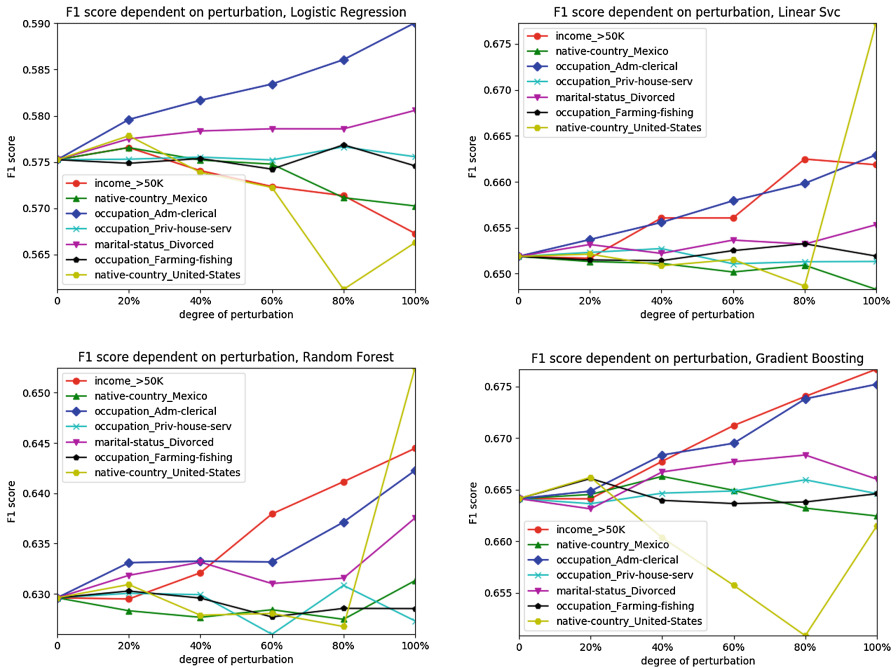 F1 score dependent on perturbation, Logistic Regression
F1 score
0.590
0.585
0.580
0.575
0.570
0.565
income_>50K
native-country_Mexico
occupation_Adm-clerical
occupation_Priv-house-serv
marital-status_Divorced
occupation_Farming-fishing
native-country_United-States
0 20% 40% 60% 80% 100%
degree of perturbation
F1 score dependent on perturbation, Linear Svc
F1 score
0.675
0.670
0.665
0.660
0.655
0.650
income_>50K
native-country_Mexico
occupation_Adm-clerical
occupation_Priv-house-serv
marital-status_Divorced
occupation_Farming-fishing
native-country_United-States
0 20% 40% 60% 80% 100%
degree of perturbation
F1 score dependent on perturbation, Random Forest
F1 score
0.650
0.645
0.640
0.635
0.630
income_>50K
native-country_Mexico
occupation_Adm-clerical
occupation_Priv-house-serv
marital-status_Divorced
occupation_Farming-fishing
native-country_United-States
0 20% 40% 60% 80% 100%
degree of perturbation
F1 score dependent on perturbation, Gradient Boosting
F1 score
0.675
0.670
0.665
0.660
0.655
income_>50K
native-country_Mexico
occupation_Adm-clerical
occupation_Priv-house-serv
marital-status_Divorced
occupation_Farming-fishing
native-country_United-States
0 20% 40% 60% 80% 100%
degree of perturbation